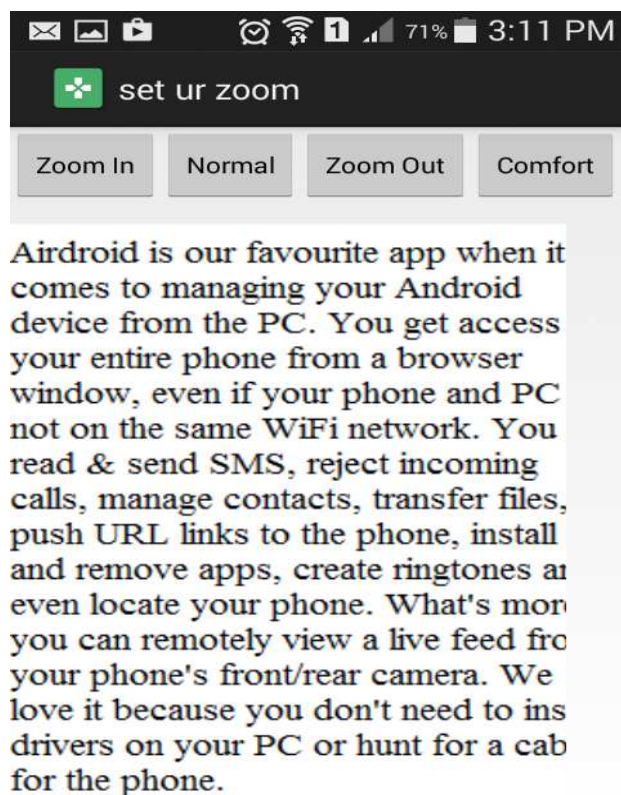 1 71% 3:11 PM
set ur zoom
Zoom In Normal Zoom Out Comfort
Airdroid is our favourite app when it
comes to managing your Android
device from the PC. You get access
your entire phone from a browser
window, even if your phone and PC
not on the same WiFi network. You
read & send SMS, reject incoming
calls, manage contacts, transfer files,
push URL links to the phone, install
and remove apps, create ringtones
even locate your phone. What's
you can remotely view a live feed
your phone's front/rear camera. We
love it because you don't need to
drivers on your PC or hunt for a
for the phone.